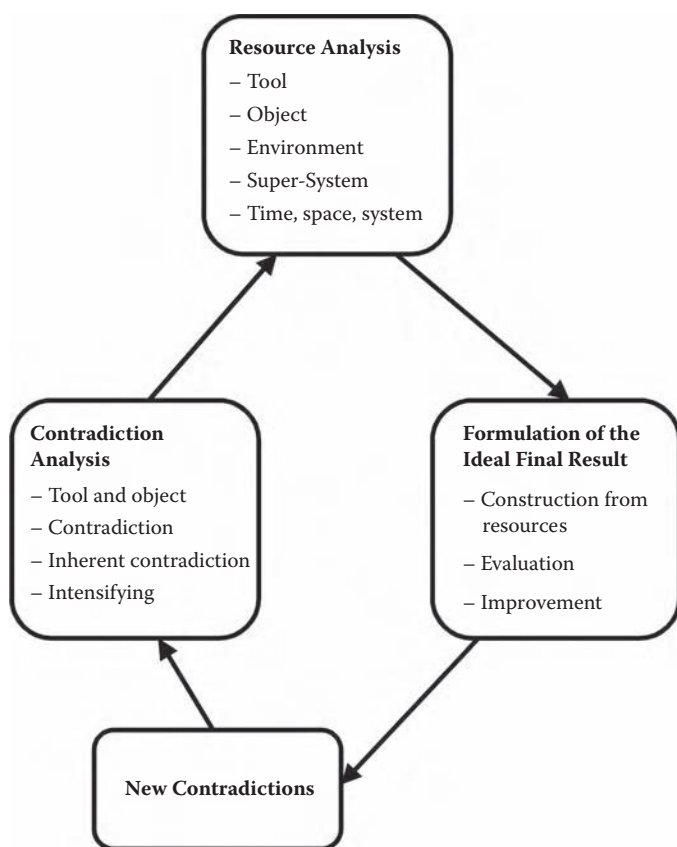 Resource Analysis
– Tool
– Object
– Environment
– Super-System
– Time, space, system
Contradiction
Analysis
– Tool and object
– Contradiction
– Inherent contradiction
– Intensifying
Formulation of the
Ideal Final Result
– Construction from
resources
– Evaluation
– Improvement
New Contradictions